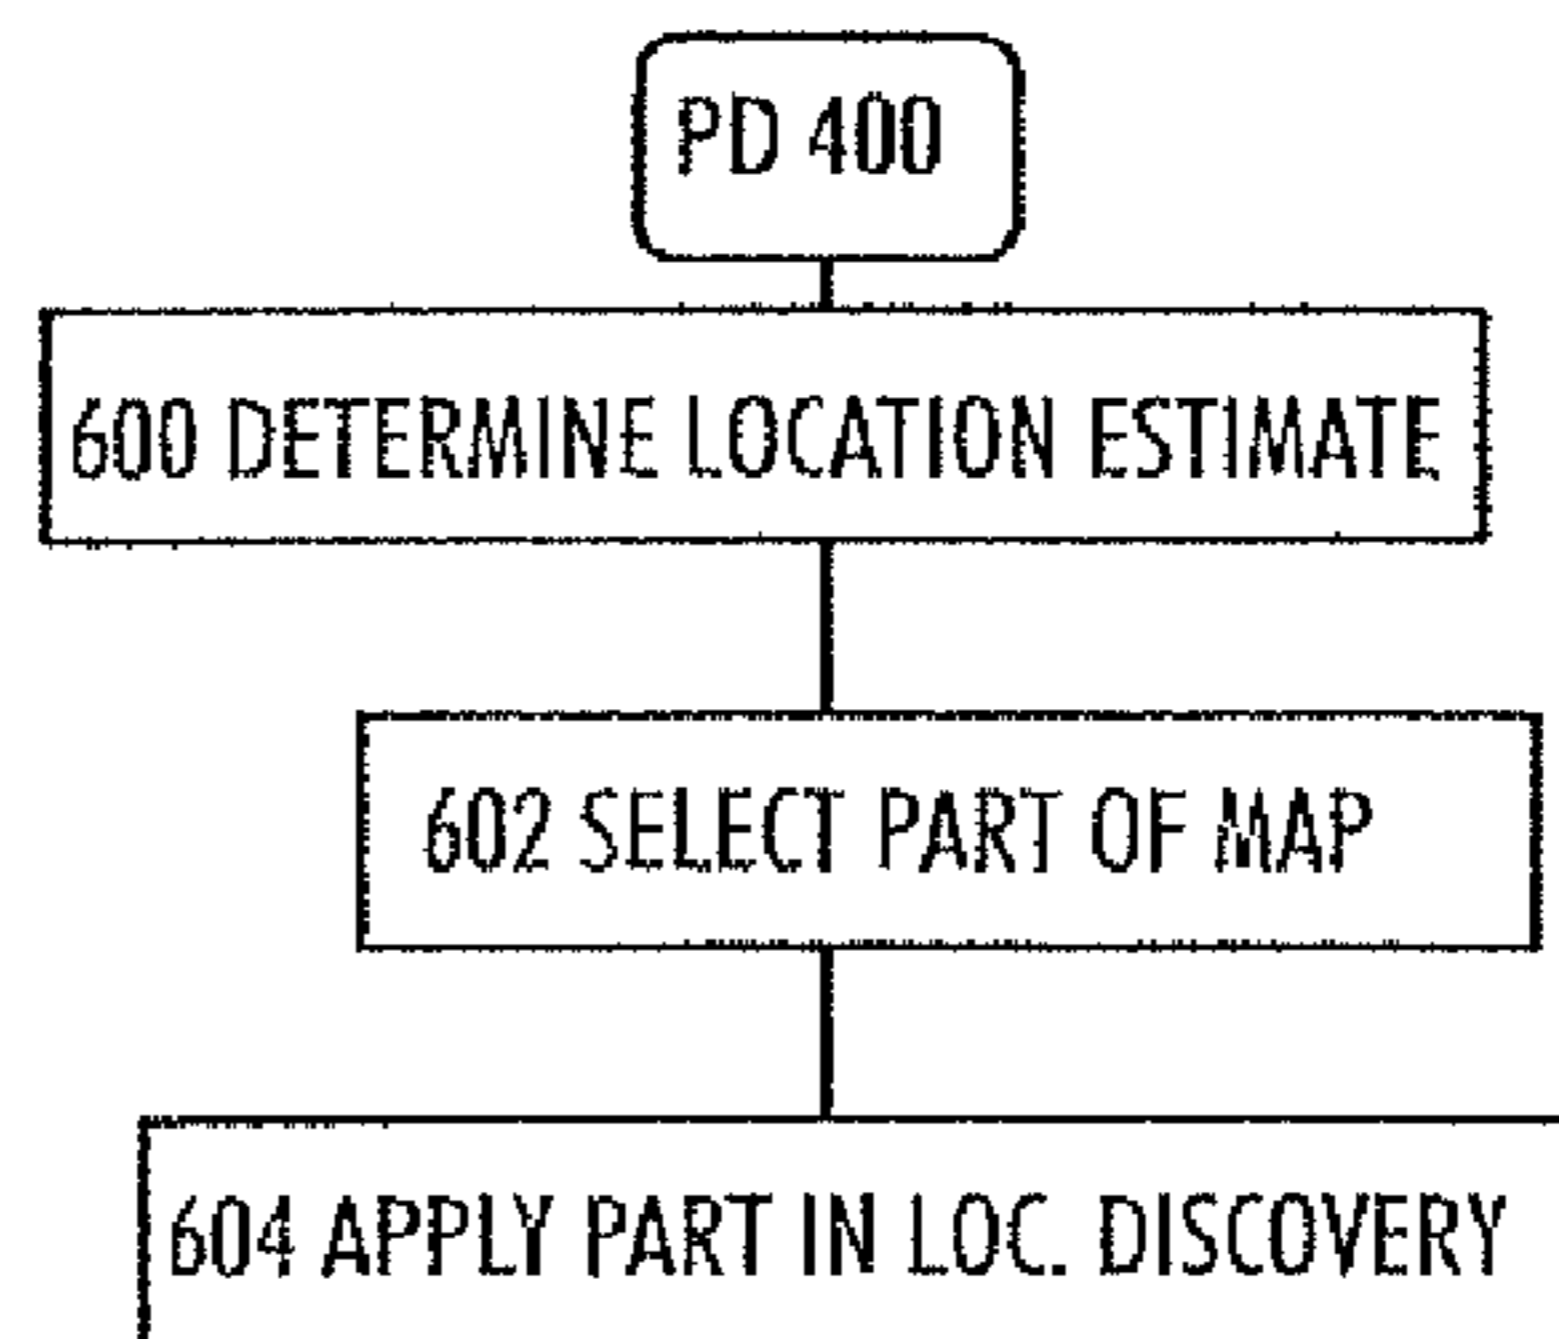 PD 400
600 DETERMINE LOCATION ESTIMATE
602 SELECT PART OF MAP
604 APPLY PART IN LOC. DISCOVERY